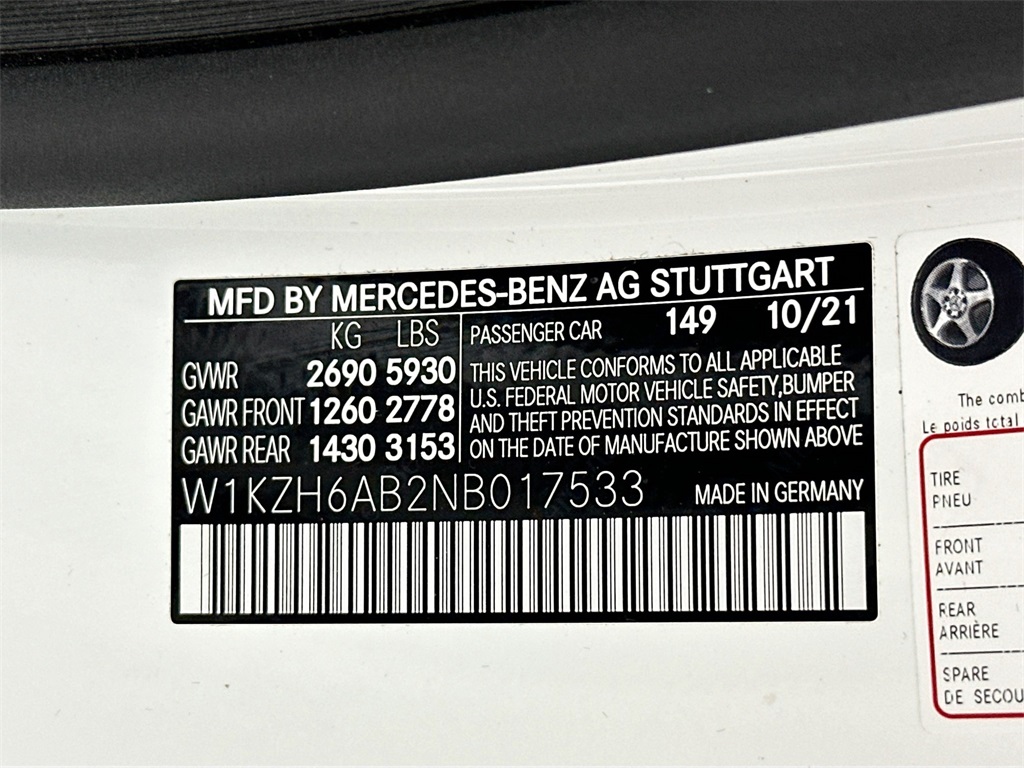 MFD BY MERCEDES-BENZ AG STUTTGART
KG LBS
GVWR 2690 5930
GAWR FRONT 1260 2778
GAWR REAR 1430 3153
PASSENGER CAR 149 10/21
THIS VEHICLE CONFORMS TO ALL APPLICABLE
U.S. FEDERAL MOTOR VEHICLE SAFETY,BUMPER
AND THEFT PREVENTION STANDARDS IN EFFECT
ON THE DATE OF MANUFACTURE SHOWN ABOVE
W1KZH6AB2NB017533 MADE IN GERMANY
The comb
Le poids total
TIRE
PNEU
FRONT
AVANT
REAR
ARRIÈRE
SPARE
DE SECOU